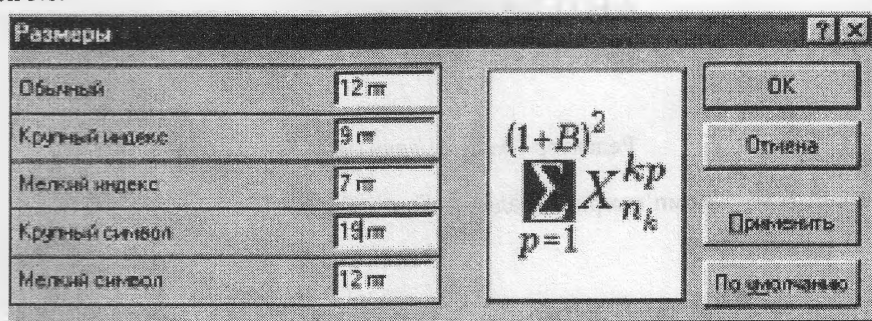 Размеры
? ×
Обычный 12 пт
Крупный индекс 9 пт
Мелкий индекс 7 пт
Крупный символ 19 пт
Мелкий символ 12 пт
(1+B)²
∑ X kp nₖ
p=1
OK
Отмена
Применить
По умолчанию